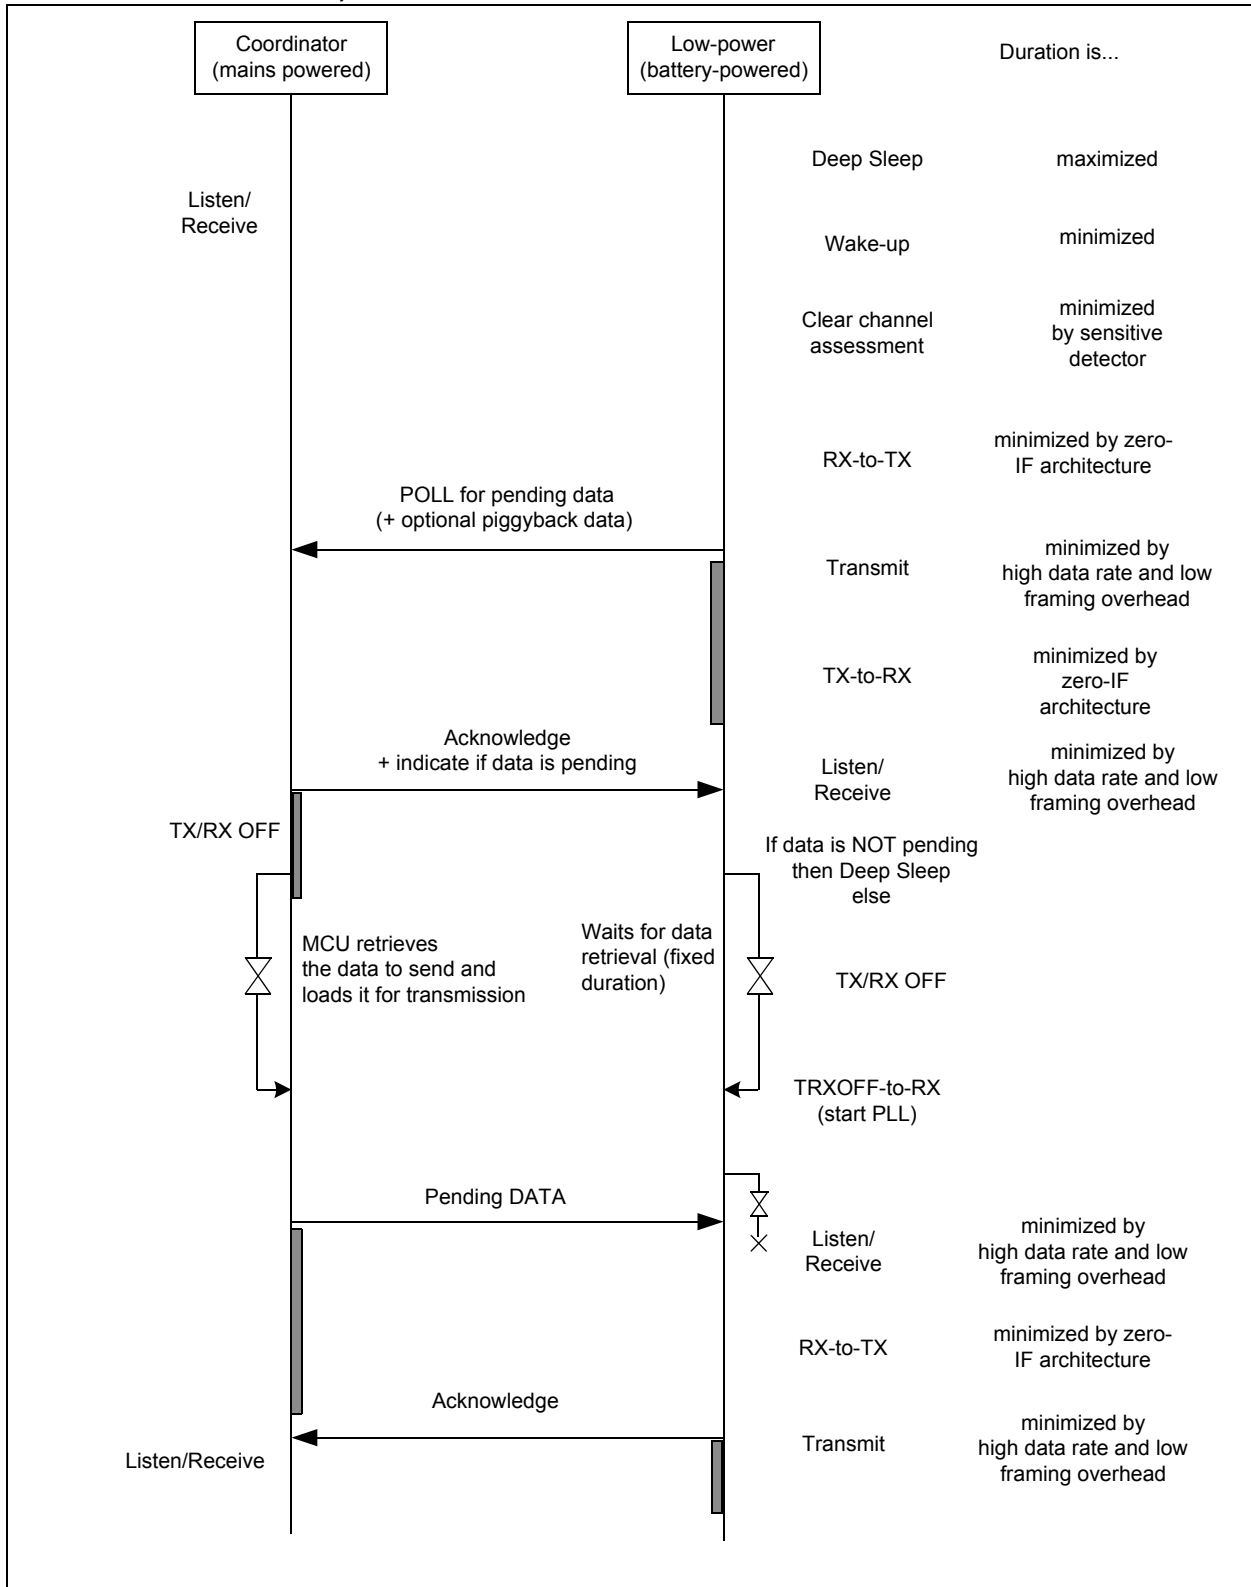 Coordinator
(mains powered)
Low-power
(battery-powered)
Duration is...
Deep Sleep
maximized
Listen/
Receive
Wake-up
minimized
Clear channel
assessment
minimized
by sensitive
detector
RX-to-TX
minimized by zero-
IF architecture
POLL for pending data
(+ optional piggyback data)
Transmit
minimized by
high data rate and low
framing overhead
TX-to-RX
minimized by
zero-IF
architecture
Acknowledge
+ indicate if data is pending
Listen/
Receive
minimized by
high data rate and low
framing overhead
TX/RX OFF
If data is NOT pending
then Deep Sleep
else
MCU retrieves
the data to send and
loads it for transmission
Waits for data
retrieval (fixed
duration)
TX/RX OFF
TRXOFF-to-RX
(start PLL)
Pending DATA
Listen/
Receive
minimized by
high data rate and low
framing overhead
RX-to-TX
minimized by zero-
IF architecture
Acknowledge
Listen/Receive
Transmit
minimized by
high data rate and low
framing overhead